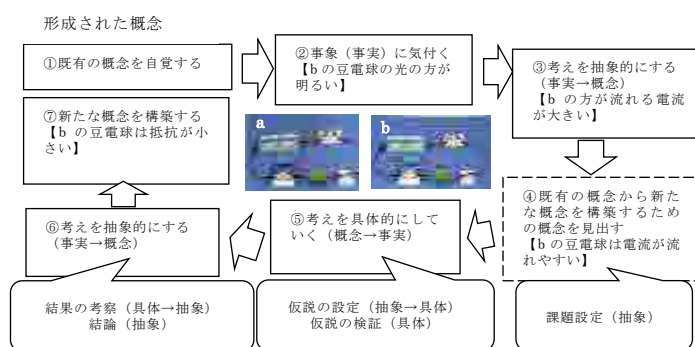 形成された概念
①既有の概念を自覚する
②事象（事実）に気付く
【bの豆電球の光の方が
明るい】
③考えを抽象的にする
（事実→概念）
【bの方が流れる電流
が大きい】
④既有の概念から新た
な概念を構築するため
の概念を見出す
【bの豆電球は電流が流
れやすい】
課題設定（抽象）
⑤考えを具体的にして
いく（概念→事実）
仮説の設定（抽象→具体）
仮説の検証（具体）
⑥考えを抽象的にする
（事実→概念）
結果の考察（具体→抽象）
結論（抽象）
⑦新たな概念を構築する
【bの豆電球は抵抗が小
さい】
a
b